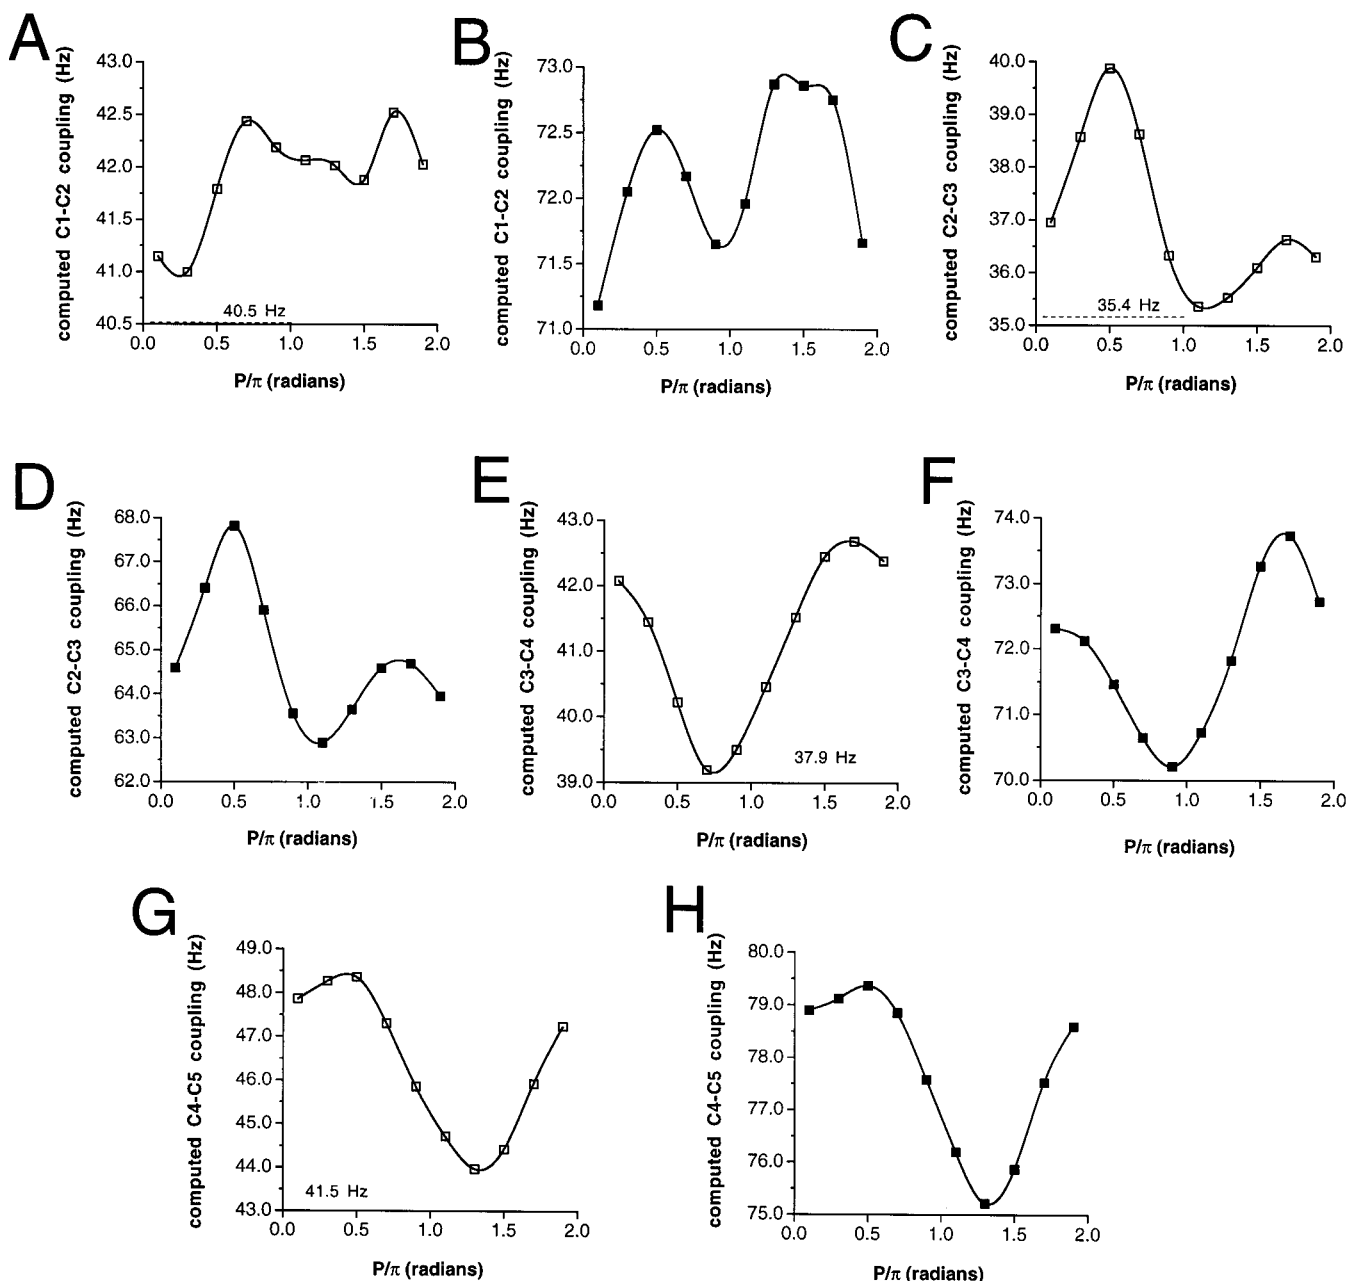 A
computed C1-C2 coupling (Hz)
43.0
42.5
42.0
41.5
41.0
40.5
40.5 Hz
0.0 0.5 1.0 1.5 2.0
P/π (radians)
B
computed C1-C2 coupling (Hz)
73.0
72.5
72.0
71.5
71.0
0.0 0.5 1.0 1.5 2.0
P/π (radians)
C
computed C2-C3 coupling (Hz)
40.0
39.0
38.0
37.0
36.0
35.0
35.4 Hz
0.0 0.5 1.0 1.5 2.0
P/π (radians)
D
computed C2-C3 coupling (Hz)
68.0
67.0
66.0
65.0
64.0
63.0
62.0
0.0 0.5 1.0 1.5 2.0
P/π (radians)
E
computed C3-C4 coupling (Hz)
43.0
42.0
41.0
40.0
39.0
37.9 Hz
0.0 0.5 1.0 1.5 2.0
P/π (radians)
F
computed C3-C4 coupling (Hz)
74.0
73.0
72.0
71.0
70.0
0.0 0.5 1.0 1.5 2.0
P/π (radians)
G
computed C4-C5 coupling (Hz)
49.0
48.0
47.0
46.0
45.0
44.0
43.0
41.5 Hz
0.0 0.5 1.0 1.5 2.0
P/π (radians)
H
computed C4-C5 coupling (Hz)
80.0
79.0
78.0
77.0
76.0
75.0
0.0 0.5 1.0 1.5 2.0
P/π (radians)